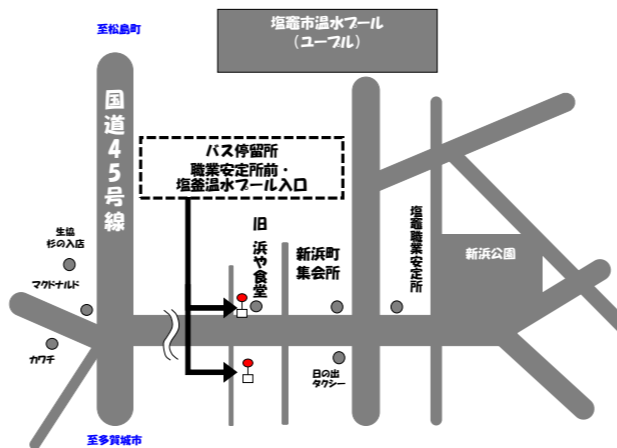 塩竈市温水プール
（ユープル）
至松島町
国道45号線
バス停留所
職業安定所前・
塩釜温水プール入口
生協
杉の入店
マクドナルド
カワチ
旧 浜や食堂
新浜町
集会所
塩竈職業安定所
新浜公園
日の出
タクシー
至多賀城市